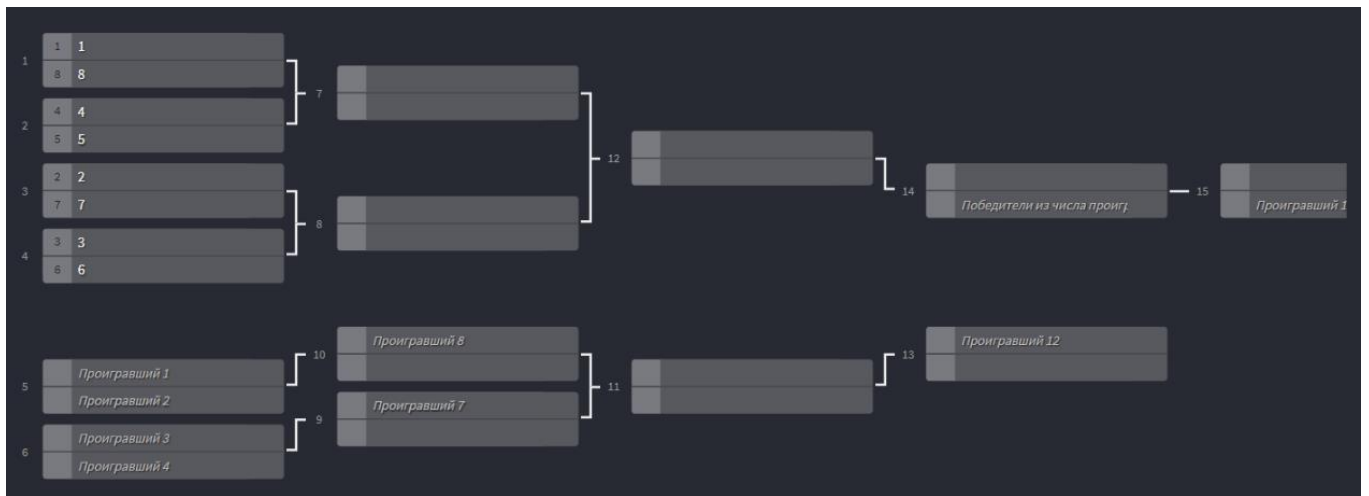 1
1 1
8 8
2
4 4
5 5
3
2 2
7 7
4
3 3
6 6
7
8
12
14
Победители из числа проигр
15
Проигравший 1
5
Проигравший 1
Проигравший 2
6
Проигравший 3
Проигравший 4
10
Проигравший 8
9
Проигравший 7
11
13
Проигравший 12